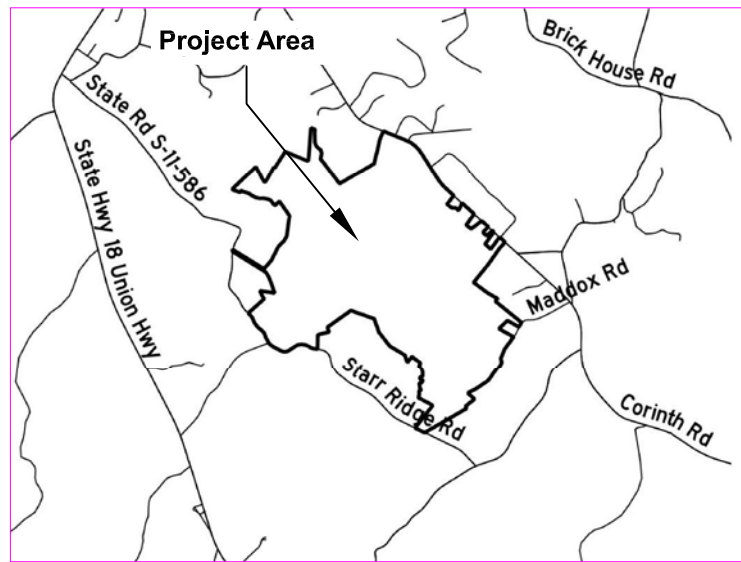 Project Area
Brick House Rd
State Rd S-11-586
State Hwy 18 Union Hwy
Maddox Rd
Starr Ridge Rd
Corinth Rd